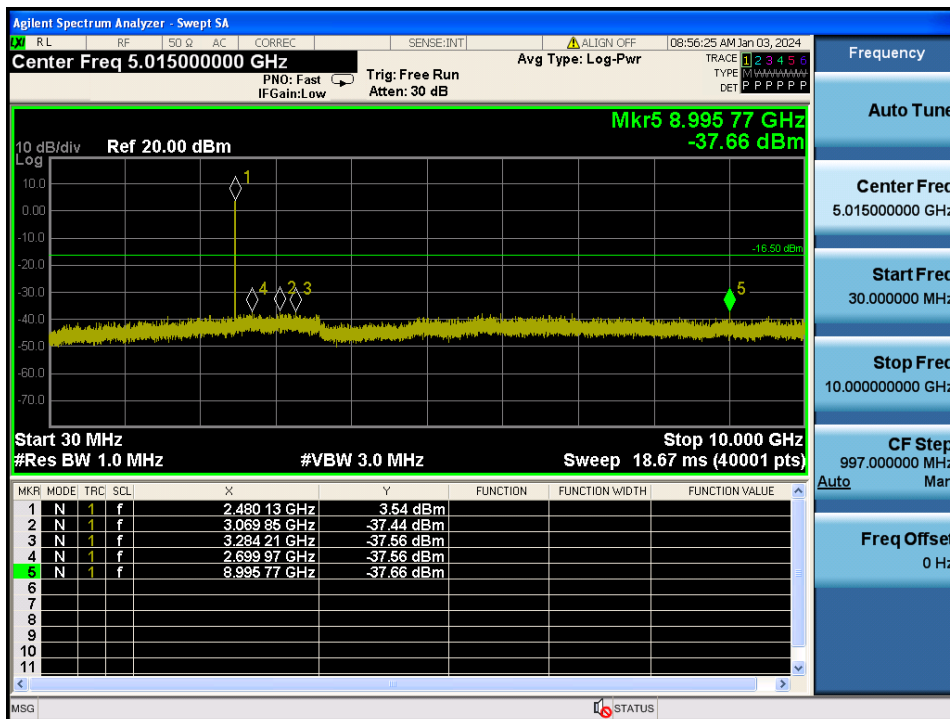 Agilent Spectrum Analyzer - Swept SA
LXI RL RF 50 Ω AC CORREC SENSE:INT ALIGN OFF 08:56:25 AM Jan 03, 2024
Center Freq 5.015000000 GHz
PNO: Fast
IFGain:Low
Trig: Free Run
Atten: 30 dB
Avg Type: Log-Pwr
TRACE 1 2 3 4 5 6
TYPE M
DET P P P P P P
Mkr5 8.995 77 GHz
-37.66 dBm
10 dB/div
Log
Ref 20.00 dBm
10.0
0.00
-10.0
-20.0
-30.0
-40.0
-50.0
-60.0
-70.0
-16.50 dBm
1
4
2
3
5
Start 30 MHz
Stop 10.000 GHz
#Res BW 1.0 MHz
#VBW 3.0 MHz
Sweep 18.67 ms (40001 pts)
MKR MODE TRC SCL X Y FUNCTION FUNCTION WIDTH FUNCTION VALUE
1 N 1 f 2.480 13 GHz 3.54 dBm
2 N 1 f 3.069 85 GHz -37.44 dBm
3 N 1 f 3.284 21 GHz -37.56 dBm
4 N 1 f 2.699 97 GHz -37.56 dBm
5 N 1 f 8.995 77 GHz -37.66 dBm
6
7
8
9
10
11
MSG
STATUS
Frequency
Auto Tune
Center Freq
5.015000000 GHz
Start Freq
30.000000 MHz
Stop Freq
10.000000000 GHz
CF Step
997.000000 MHz
Auto Man
Freq Offset
0 Hz